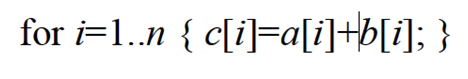 for i=1..n { c[i]=a[i]+b[i]; }